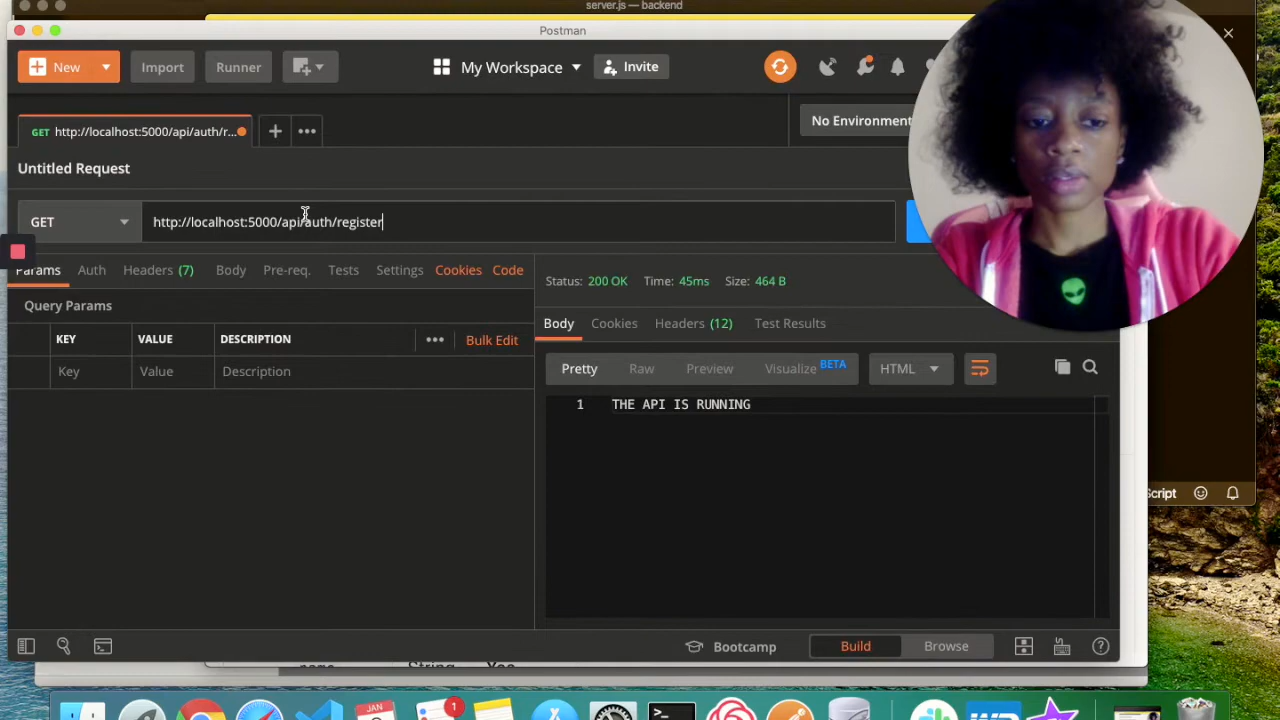 server.js — backend
Postman
New
Import
Runner
My Workspace
Invite
GET http://localhost:5000/api/auth/r...
No Environment
Untitled Request
GET
http://localhost:5000/api/auth/register
Params
Auth
Headers (7)
Body
Pre-req.
Tests
Settings
Cookies
Code
Status: 200 OK Time: 45ms Size: 464 B
Query Params
Body
Cookies
Headers (12)
Test Results
KEY
VALUE
DESCRIPTION
Bulk Edit
Key
Value
Description
Pretty
Raw
Preview
Visualize BETA
HTML
1 THE API IS RUNNING
Bootcamp
Build
Browse
JAN
1